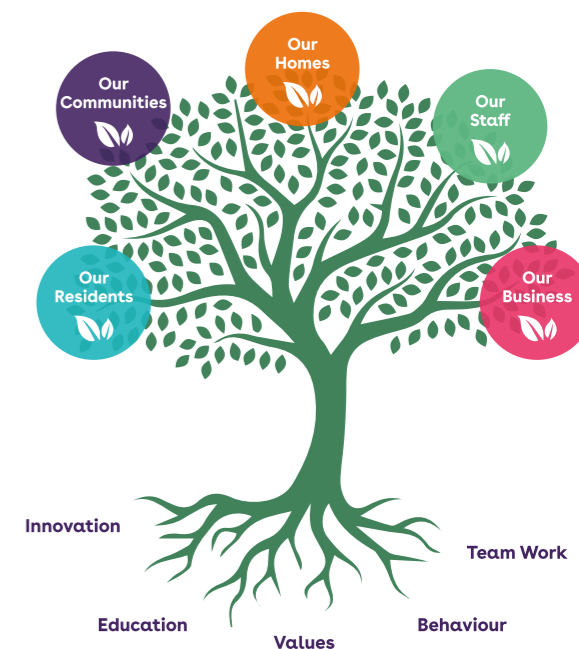 Our
Homes
Our
Communities
Our
Staff
Our
Residents
Our
Business
Innovation
Team Work
Education
Behaviour
Values